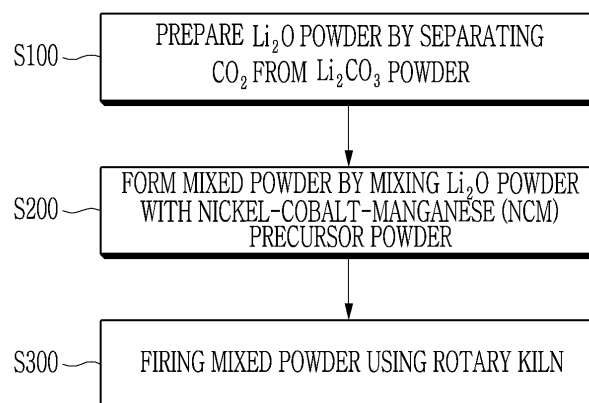 S100
PREPARE Li₂O POWDER BY SEPARATING
CO₂ FROM Li₂CO₃ POWDER
S200
FORM MIXED POWDER BY MIXING Li₂O POWDER
WITH NICKEL-COBALT-MANGANESE (NCM)
PRECURSOR POWDER
S300
FIRING MIXED POWDER USING ROTARY KILN